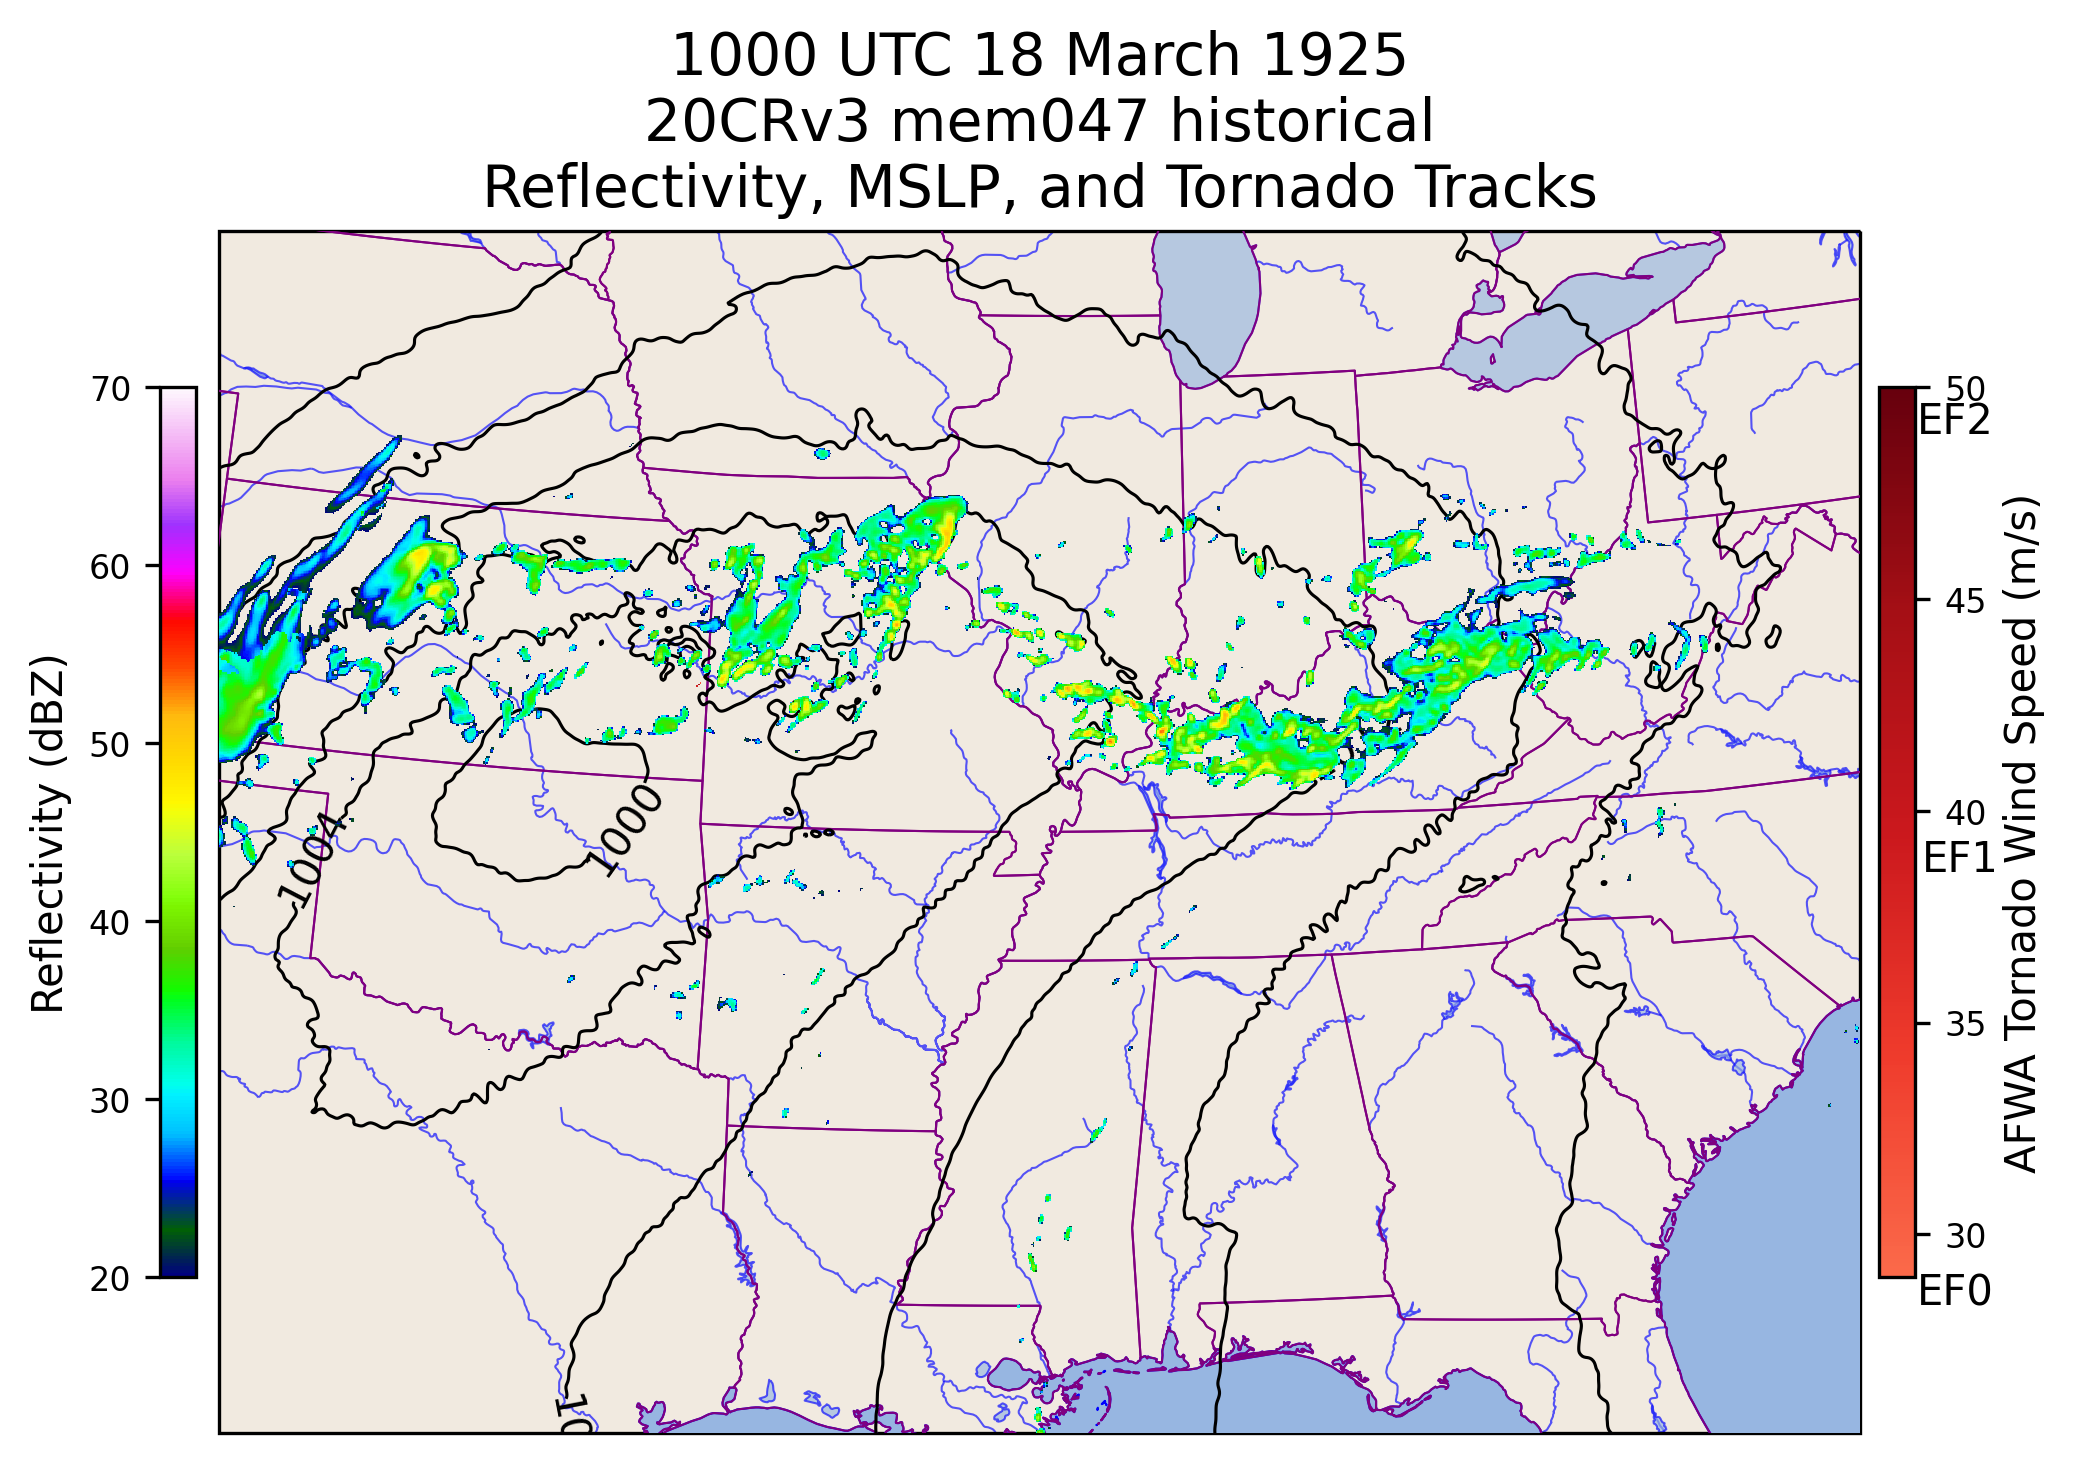 1000 UTC 18 March 1925
20CRv3 mem047 historical
Reflectivity, MSLP, and Tornado Tracks
70
60
50
40
30
20
Reflectivity (dBZ)
1004
1000
10
50
EF2
45
40
EF1
35
30
EF0
AFWA Tornado Wind Speed (m/s)